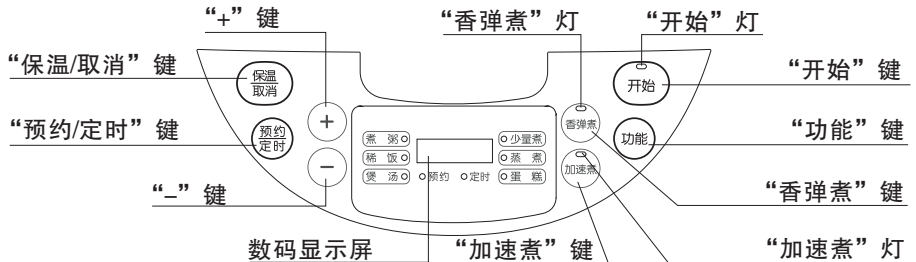 “+”键
“香弹煮”灯
“开始”灯
“保温/取消”键
“开始”键
保温
取消
开始
“预约/定时”键
“功能”键
预约
定时
+
−
香弹煮
功能
加速煮
煮粥
稀饭
煲汤
预约
定时
少量煮
蒸煮
蛋糕
“–”键
“香弹煮”键
数码显示屏
“加速煮”键
“加速煮”灯